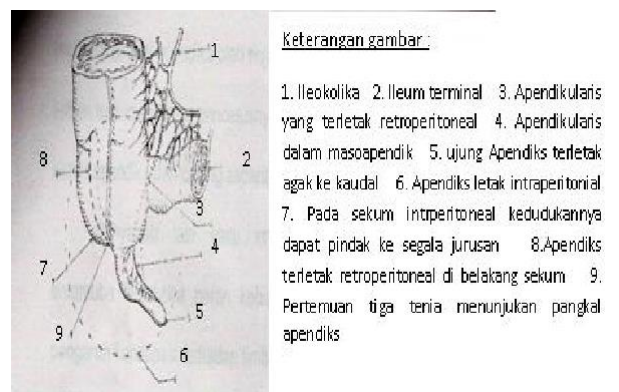 1
2
3
4
5
6
7
8
9
Keterangan gambar :
1. Ileokolika 2. Ileum terminal 3. Apendikularis
yang terletak retroperitoneal 4. Apendikularis
dalam masoapendik 5. ujung Apendiks terletak
agak ke kaudal 6. Apendiks letak intraperitonial
7. Pada sekum intrperitoneal kedudukannya
dapat pindak ke segala jurusan 8.Apendiks
terletak retroperitoneal di belakang sekum 9.
Pertemuan tiga tenia menunjukan pangkal
apendiks